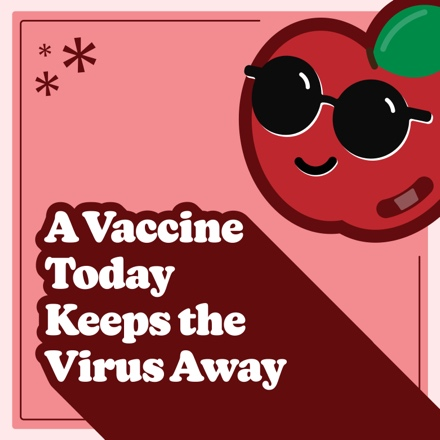 A Vaccine
Today
Keeps the
Virus Away